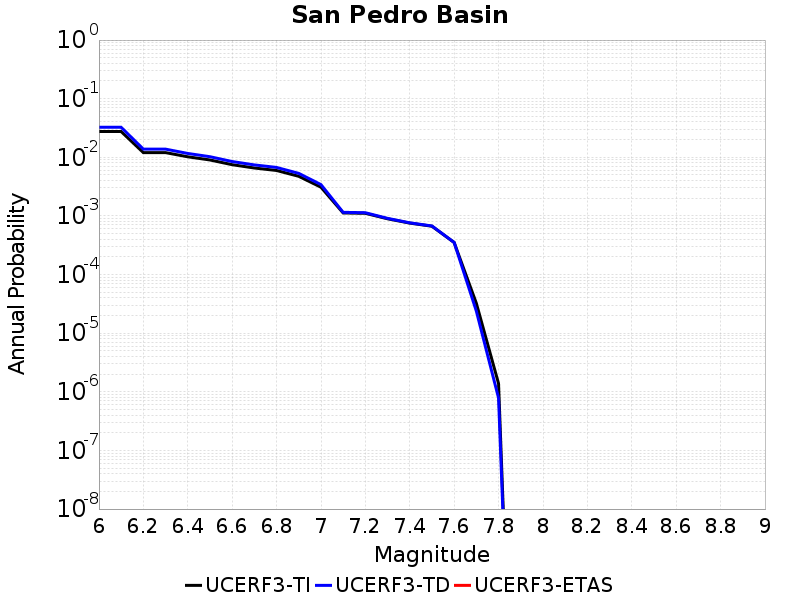 San Pedro Basin
10^0
10^-1
10^-2
10^-3
10^-4
10^-5
10^-6
10^-7
10^-8
Annual Probability
6 6.2 6.4 6.6 6.8 7 7.2 7.4 7.6 7.8 8 8.2 8.4 8.6 8.8 9
Magnitude
UCERF3-TI UCERF3-TD UCERF3-ETAS